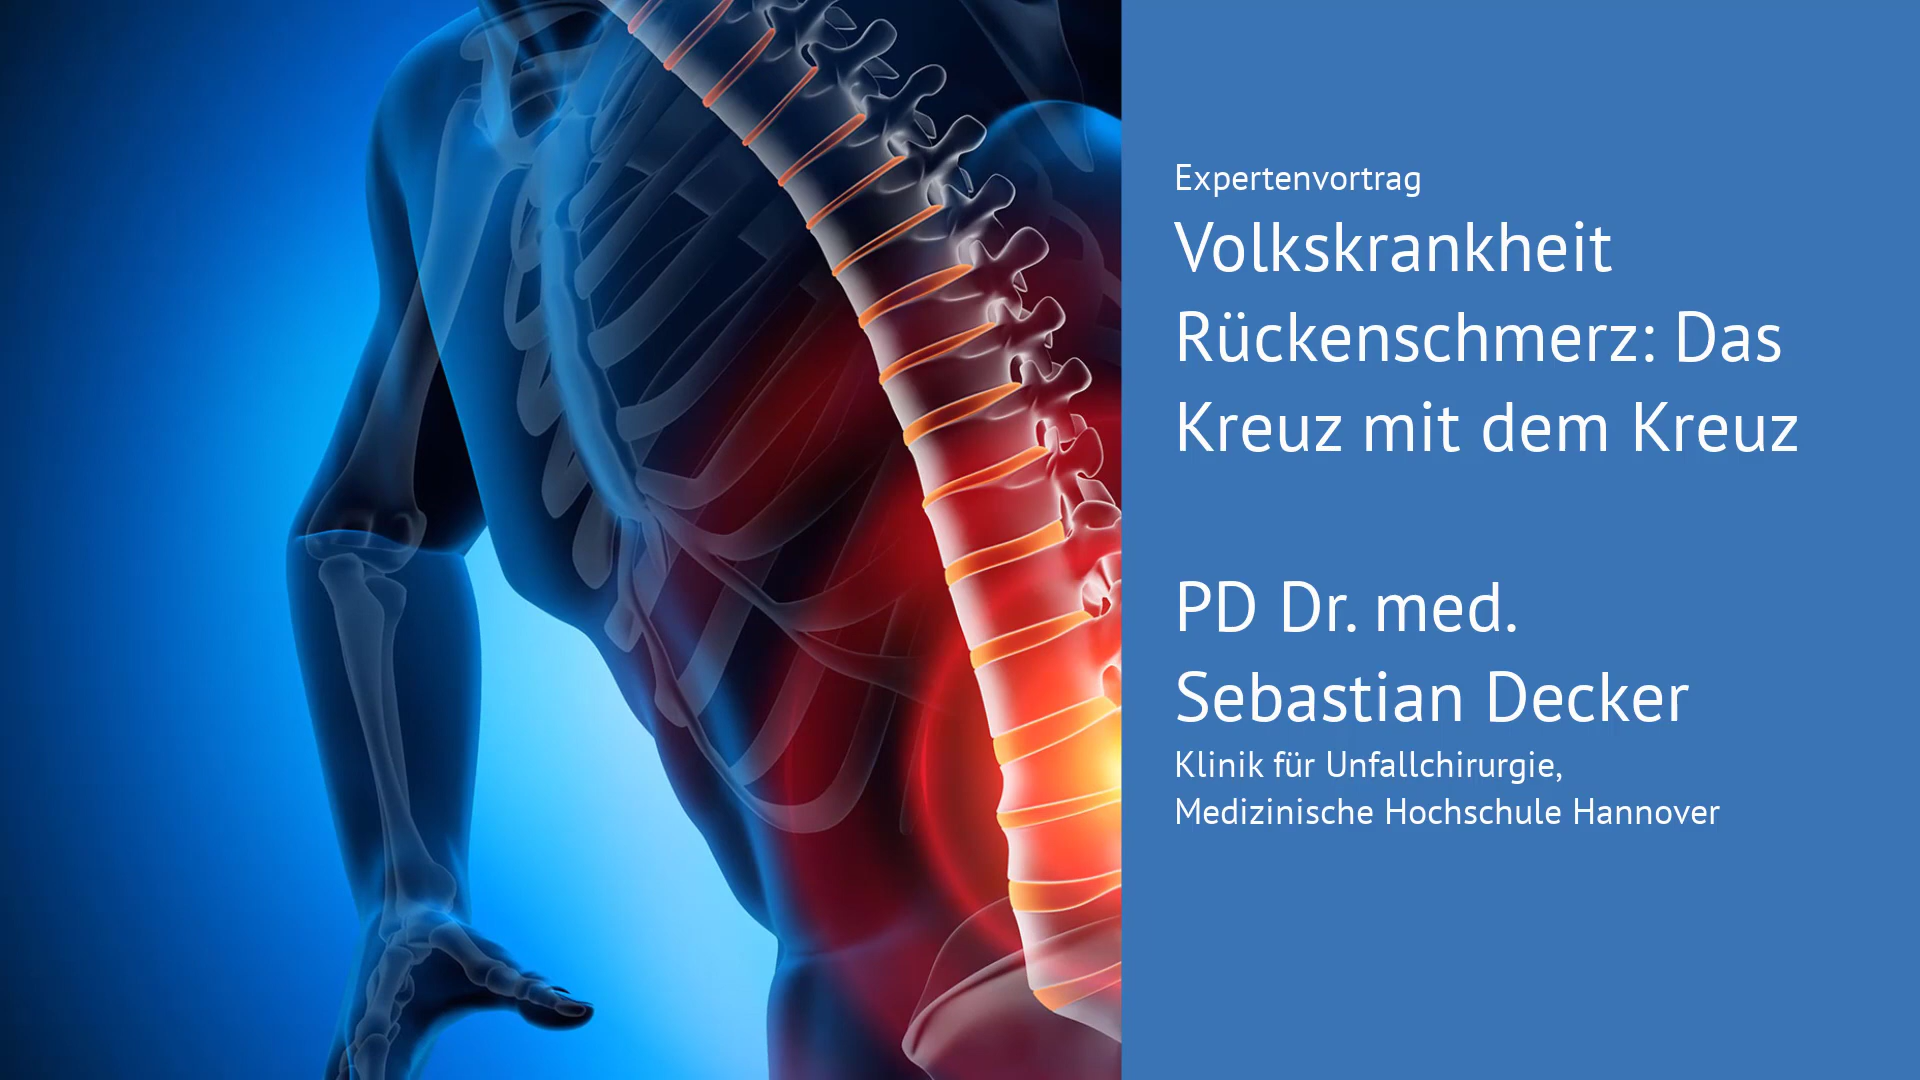 Expertenvortrag
Volkskrankheit
Rückenschmerz: Das
Kreuz mit dem Kreuz
PD Dr. med.
Sebastian Decker
Klinik für Unfallchirurgie,
Medizinische Hochschule Hannover